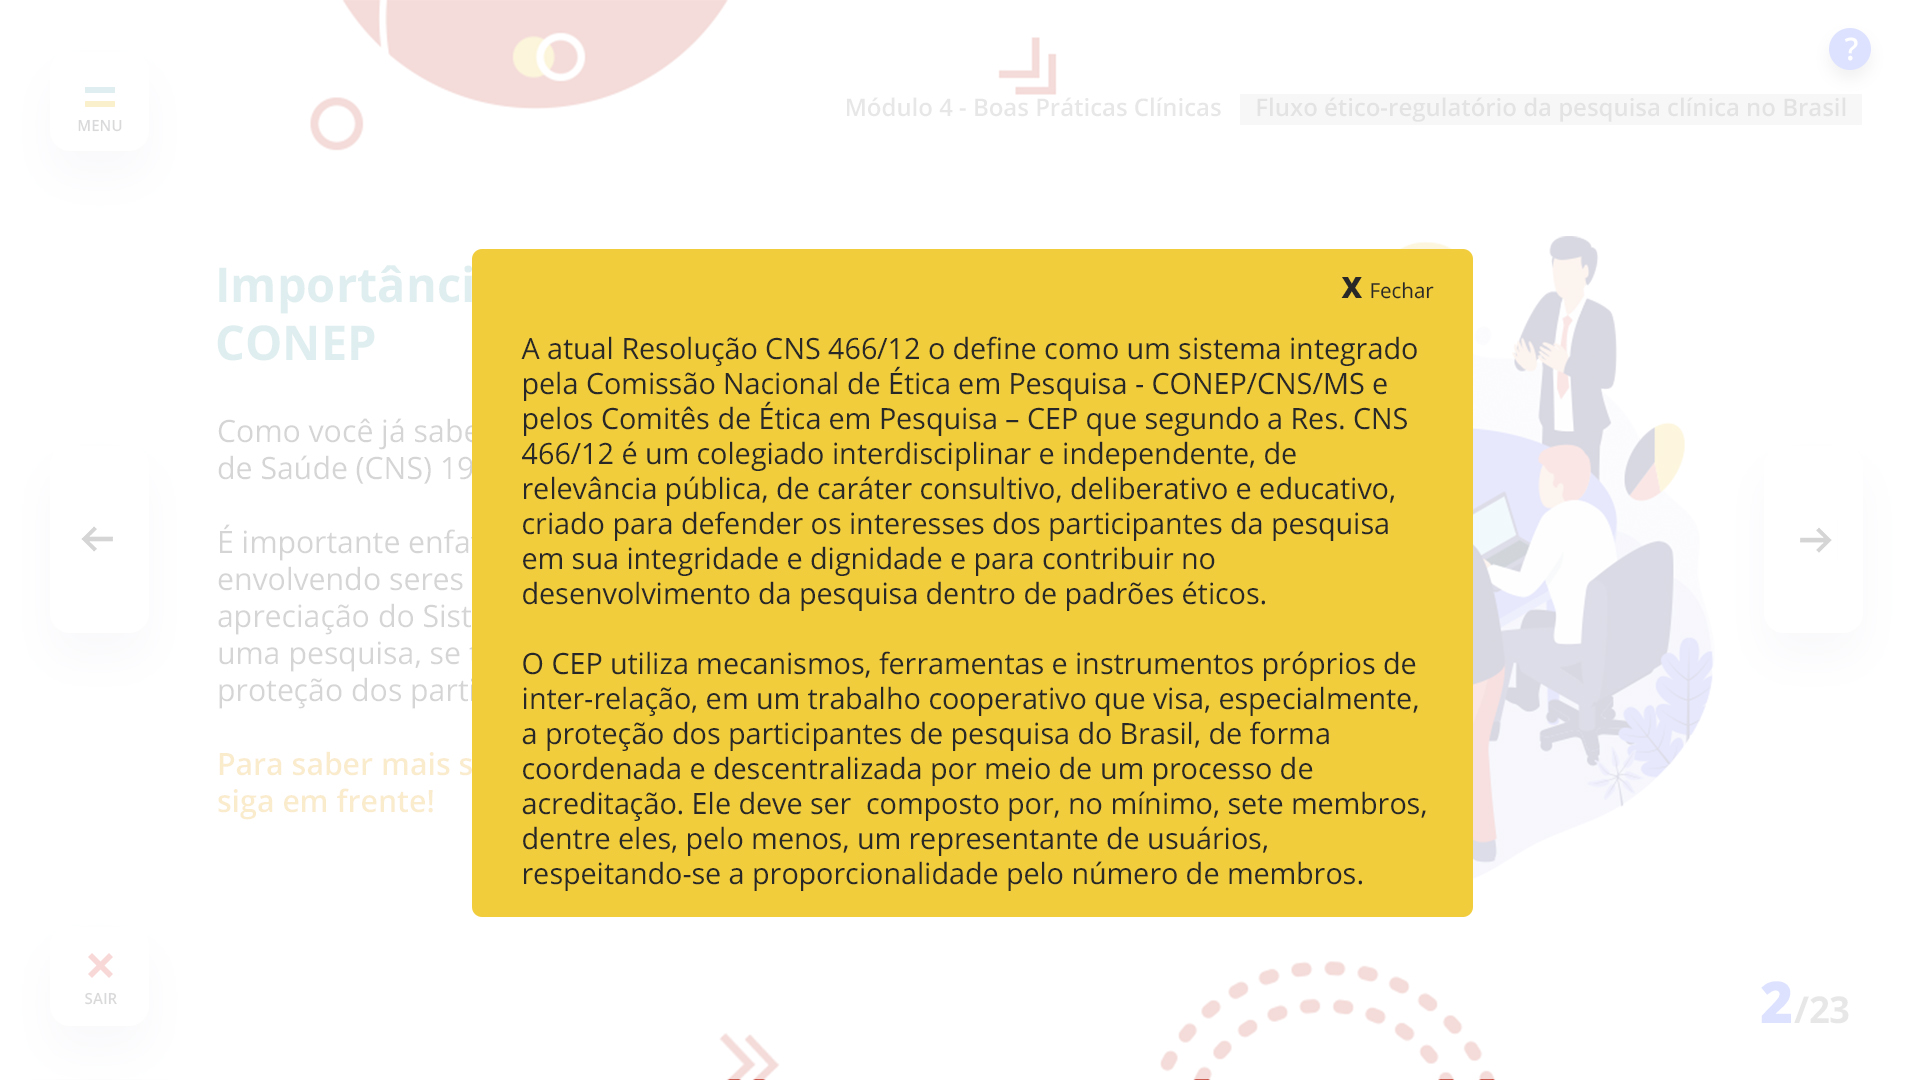 ?
MENU
Módulo 4 - Boas Práticas Clínicas
Fluxo ético-regulatório da pesquisa clínica no Brasil
Importânci
CONEP
X Fechar
A atual Resolução CNS 466/12 o define como um sistema integrado
pela Comissão Nacional de Ética em Pesquisa - CONEP/CNS/MS e
pelos Comitês de Ética em Pesquisa – CEP que segundo a Res. CNS
466/12 é um colegiado interdisciplinar e independente, de
relevância pública, de caráter consultivo, deliberativo e educativo,
criado para defender os interesses dos participantes da pesquisa
em sua integridade e dignidade e para contribuir no
desenvolvimento da pesquisa dentro de padrões éticos.
O CEP utiliza mecanismos, ferramentas e instrumentos próprios de
inter-relação, em um trabalho cooperativo que visa, especialmente,
a proteção dos participantes de pesquisa do Brasil, de forma
coordenada e descentralizada por meio de um processo de
acreditação. Ele deve ser  composto por, no mínimo, sete membros,
dentre eles, pelo menos, um representante de usuários,
respeitando-se a proporcionalidade pelo número de membros.
Como você já sabe
de Saúde (CNS) 19
É importante enfa
envolvendo seres
apreciação do Sist
uma pesquisa, se
proteção dos parti
Para saber mais s
siga em frente!
SAIR
2/23